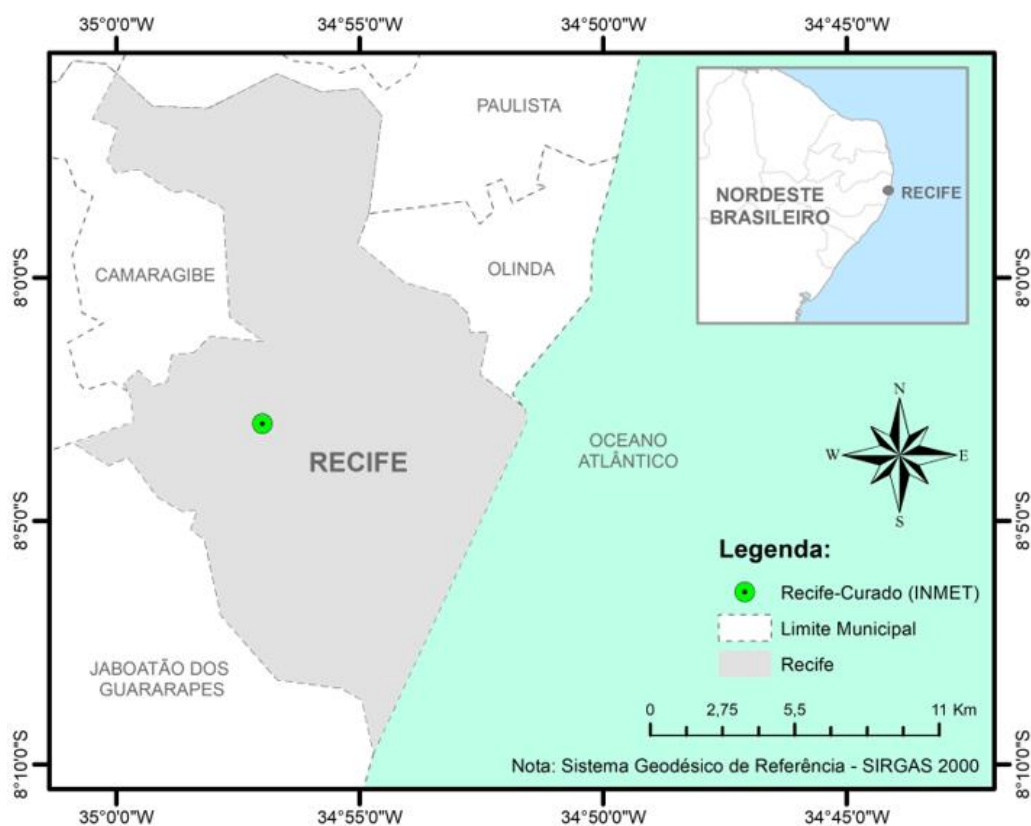 35°0'0"W
34°55'0"W
34°50'0"W
34°45'0"W
PAULISTA
NORDESTE
BRASILEIRO
RECIFE
8°0'0"S
CAMARAGIBE
OLINDA
8°0'0"S
N
W
E
S
OCEANO
ATLÂNTICO
RECIFE
8°5'0"S
8°5'0"S
Legenda:
Recife-Curado (INMET)
Limite Municipal
Recife
JABOATÃO DOS
GUARARAPES
0 2,75 5,5 11 Km
Nota: Sistema Geodésico de Referência - SIRGAS 2000
8°10'0"S
8°10'0"S
35°0'0"W
34°55'0"W
34°50'0"W
34°45'0"W